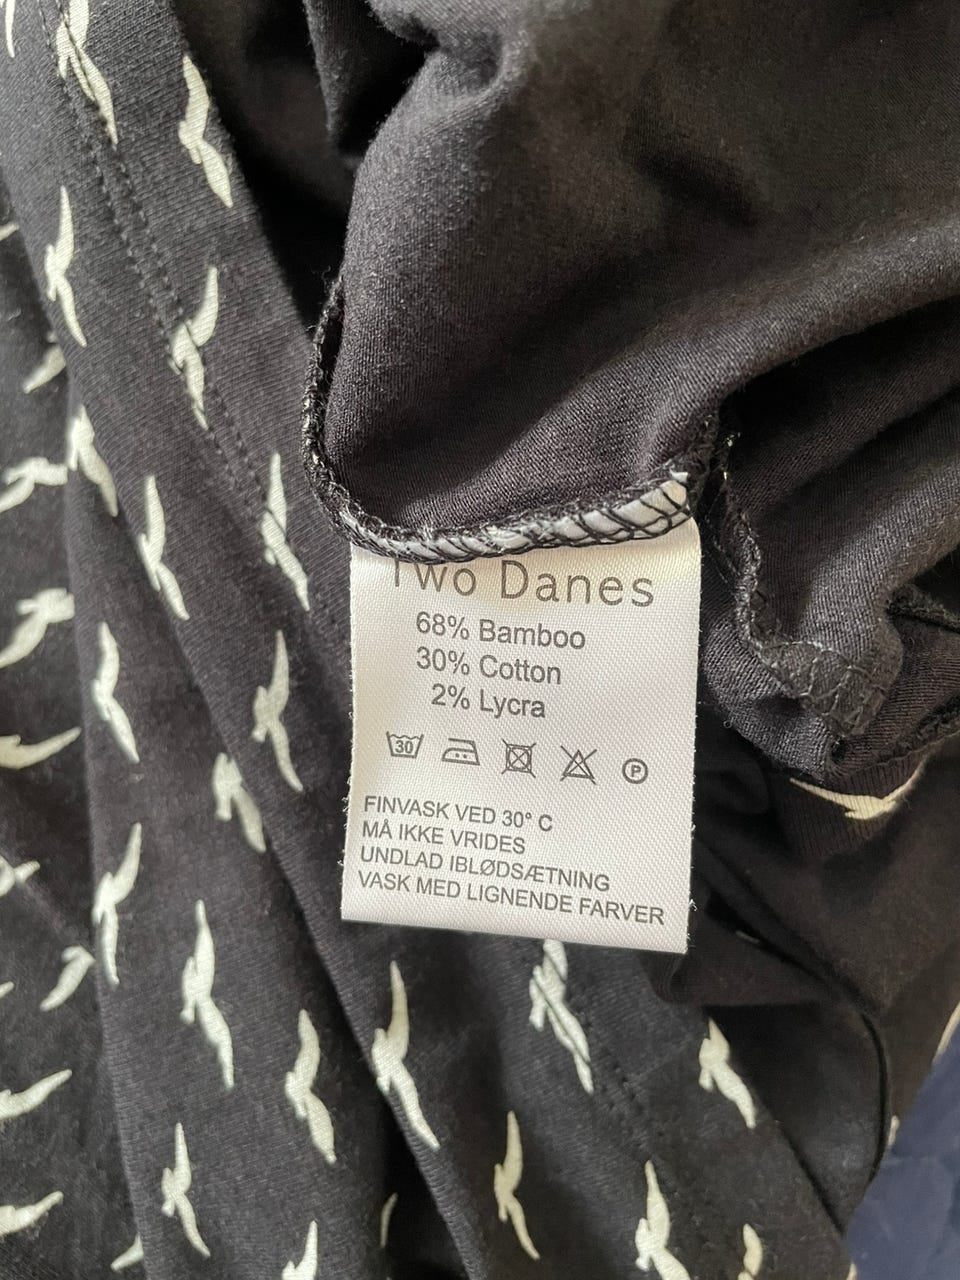 Two Danes
68% Bamboo
30% Cotton
2% Lycra
30 P
FINVASK VED 30° C
MÅ IKKE VRIDES
UNDLAD IBLØDSÆTNING
VASK MED LIGNENDE FARVER